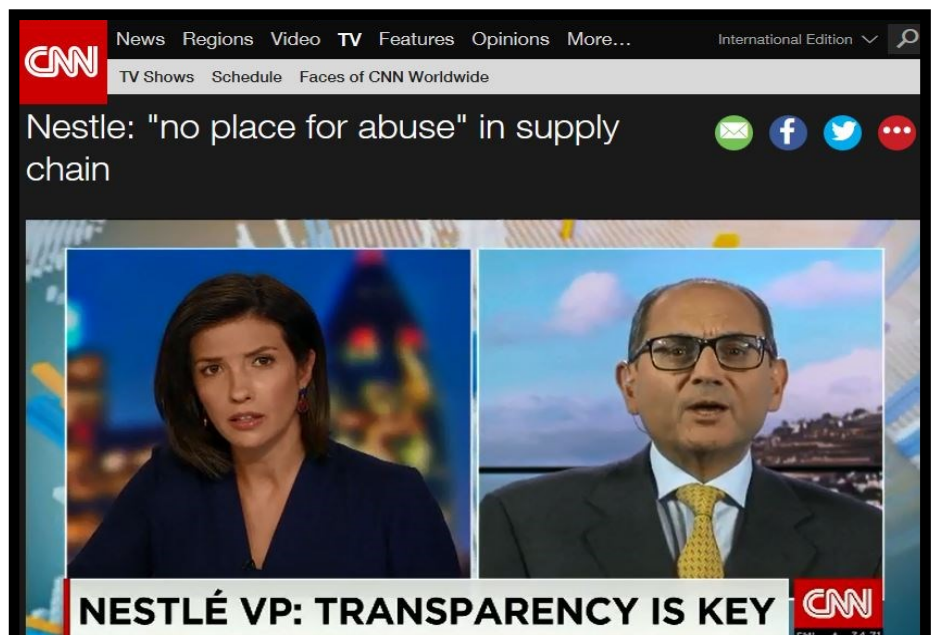 CNN
News Regions Video TV Features Opinions More...
International Edition
TV Shows Schedule Faces of CNN Worldwide
Nestle: "no place for abuse" in supply
chain
f
NESTLÉ VP: TRANSPARENCY IS KEY
CNN